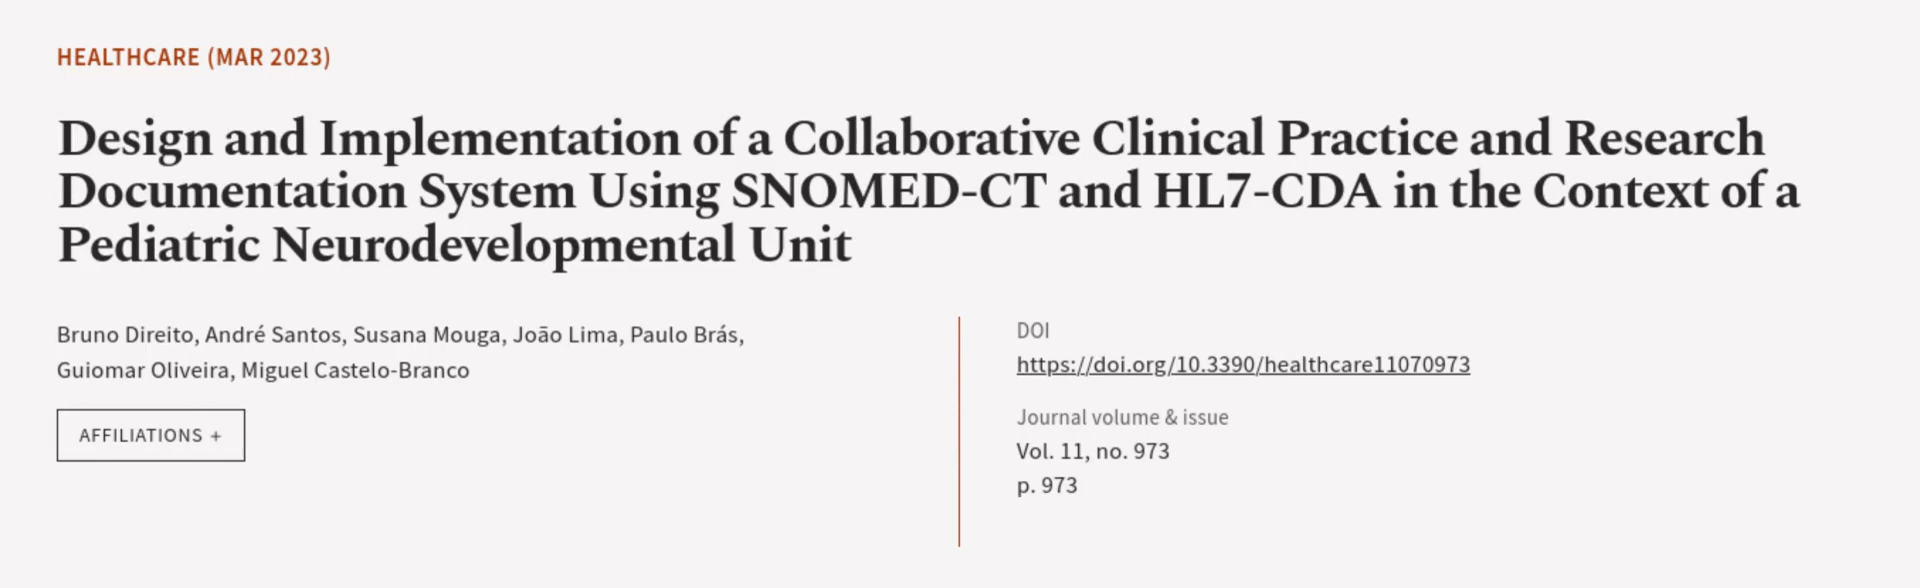 HEALTHCARE (MAR 2023)
Design and Implementation of a Collaborative Clinical Practice and Research
Documentation System Using SNOMED-CT and HL7-CDA in the Context of a
Pediatric Neurodevelopmental Unit
Bruno Direito, André Santos, Susana Mouga, João Lima, Paulo Brás,
Guiomar Oliveira, Miguel Castelo-Branco
AFFILIATIONS +
DOI
https://doi.org/10.3390/healthcare11070973
Journal volume & issue
Vol. 11, no. 973
p. 973